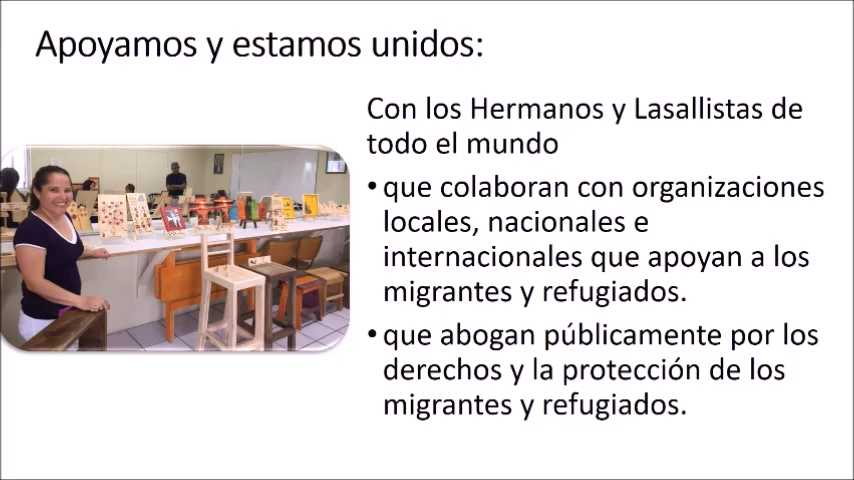 Apoyamos y estamos unidos:
Con los Hermanos y Lasallistas de
todo el mundo
• que colaboran con organizaciones
locales, nacionales e
internacionales que apoyan a los
migrantes y refugiados.
• que abogan públicamente por los
derechos y la protección de los
migrantes y refugiados.